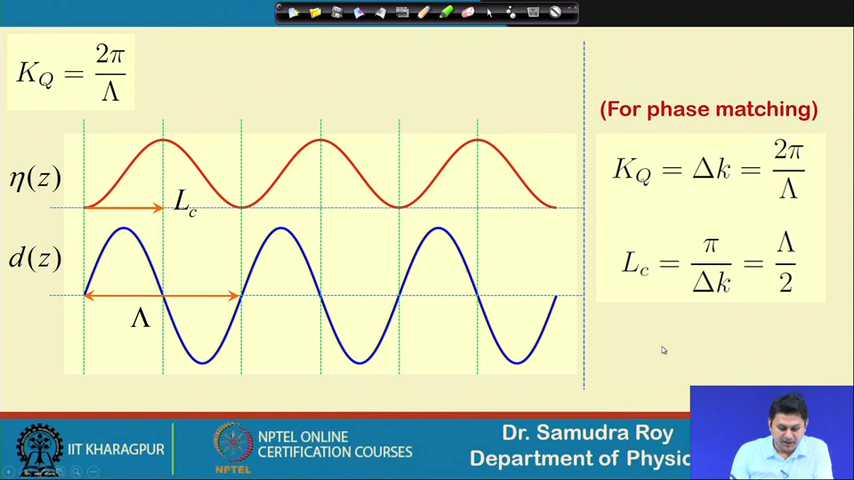 K_Q = 2π/Λ
(For phase matching)
η(z)
L_c
K_Q = Δk = 2π/Λ
d(z)
Λ
L_c = π/Δk = Λ/2
IIT KHARAGPUR
NPTEL
NPTEL ONLINE
CERTIFICATION COURSES
Dr. Samudra Roy
Department of Physic